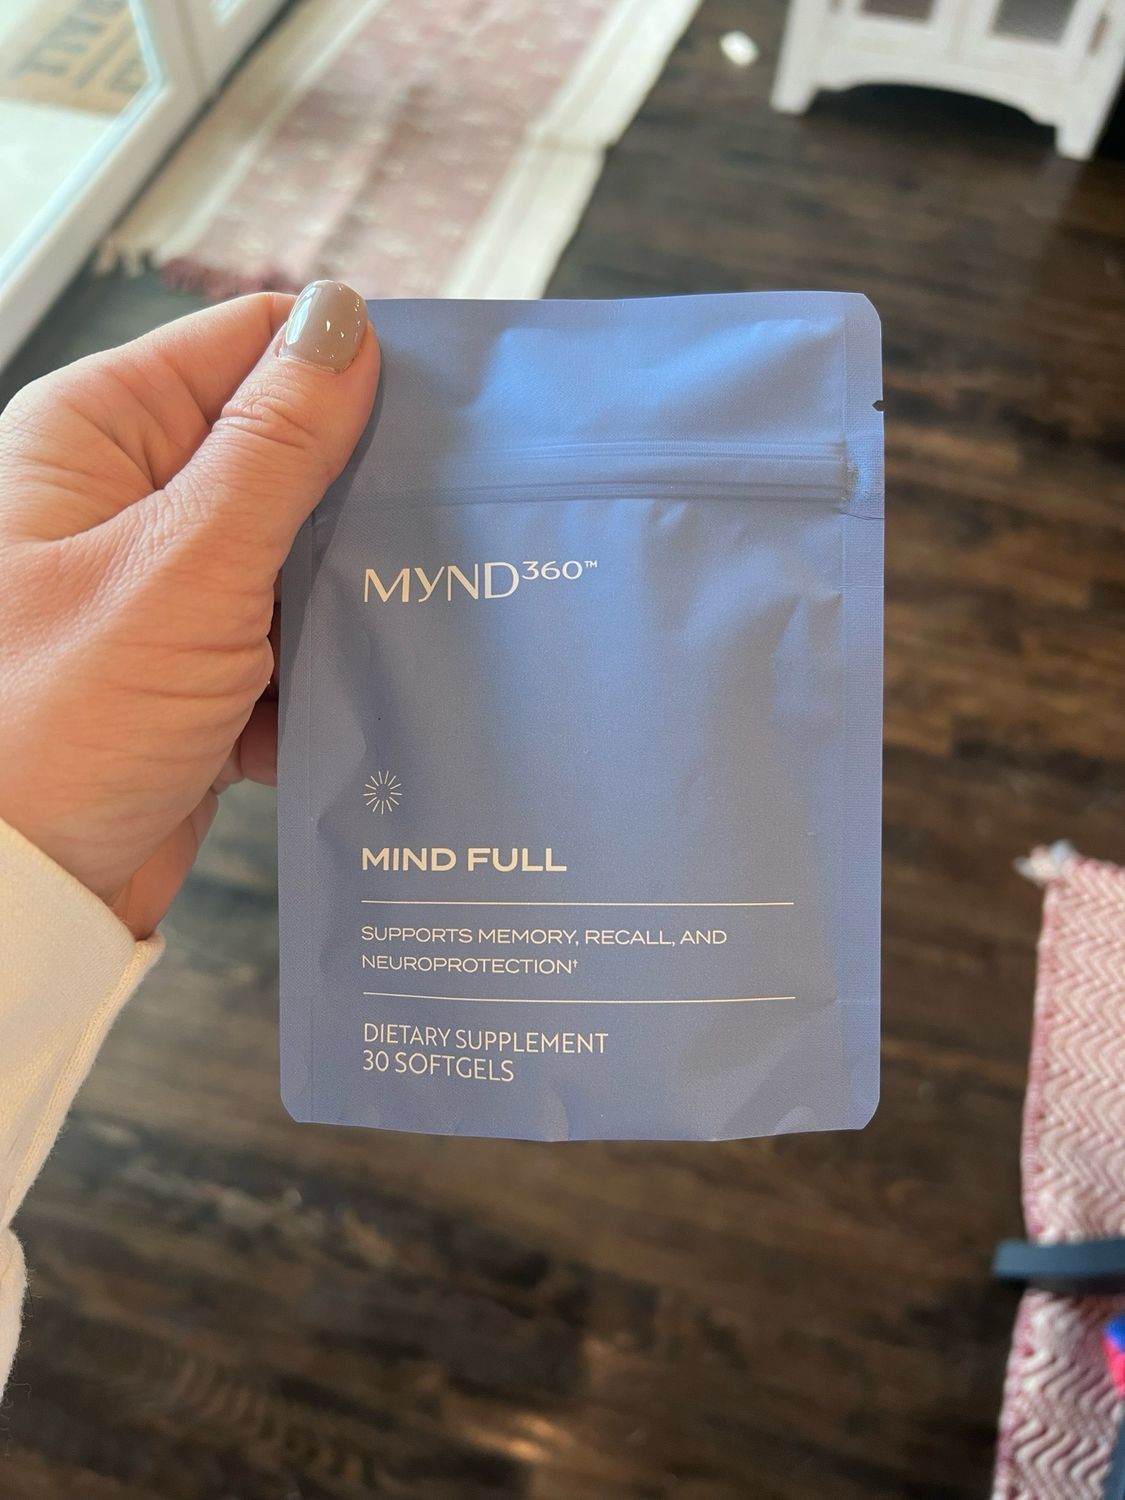 MYND360™
MIND FULL
SUPPORTS MEMORY, RECALL, AND
NEUROPROTECTION†
DIETARY SUPPLEMENT
30 SOFTGELS